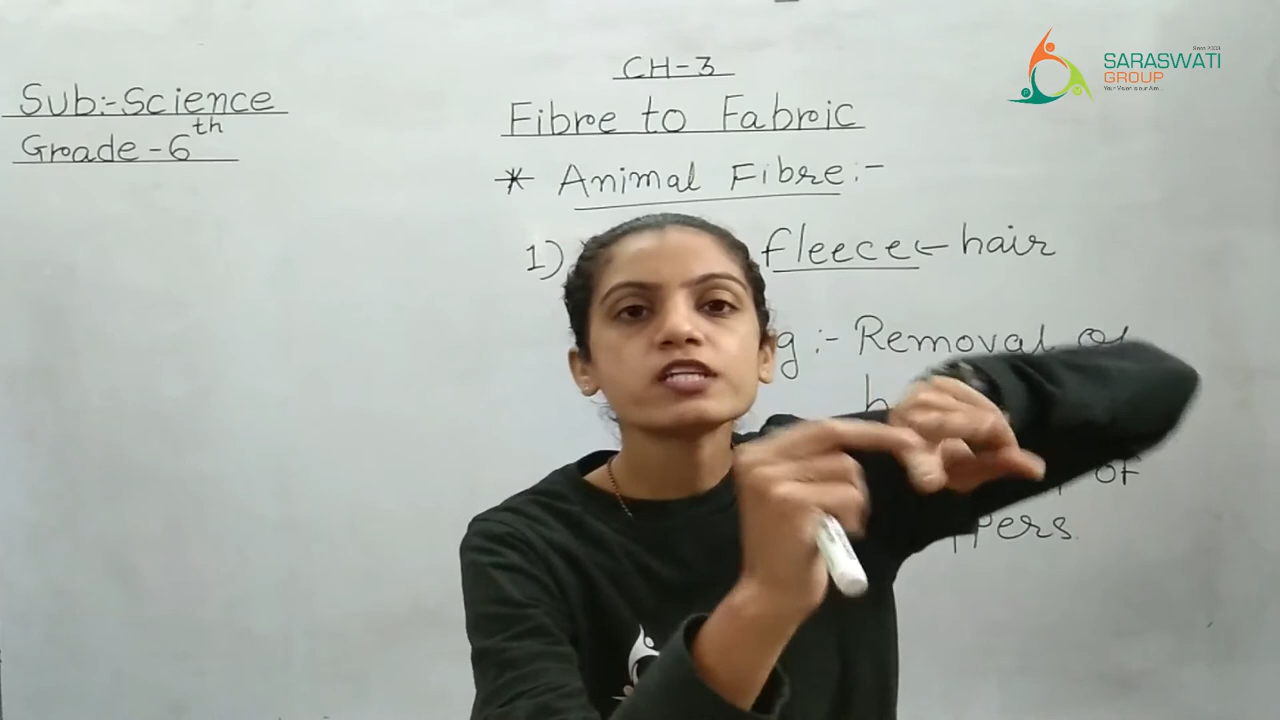 CH-3
Sub:-Science
Grade-6th
Fibre to Fabric
* Animal Fibre:-
1) fleece← hair
:- Removal of
of
SARASWATI
GROUP